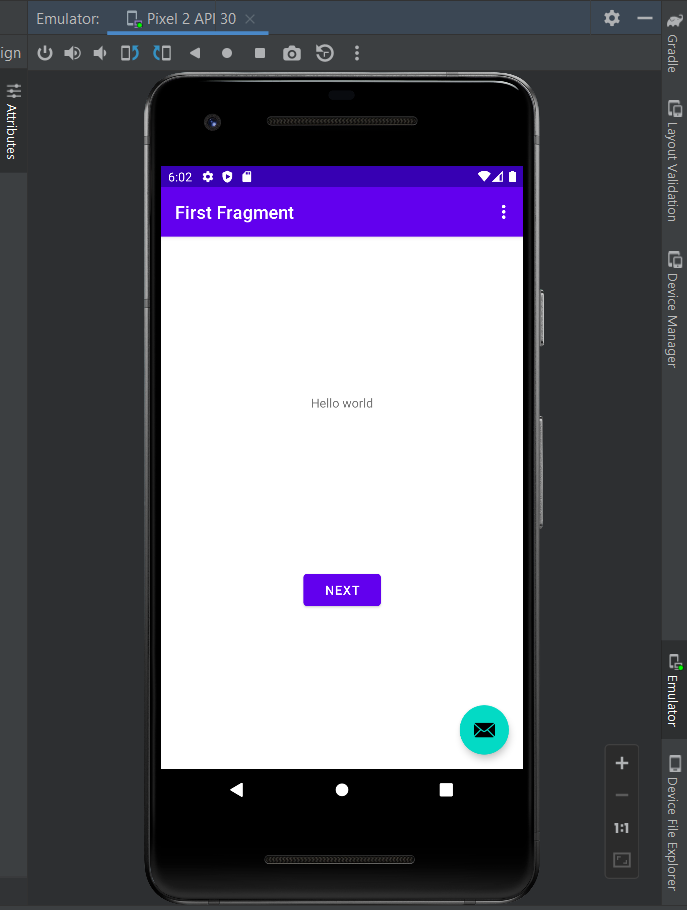 Emulator:
Pixel 2 API 30
ign
Attributes
6:02
First Fragment
Hello world
NEXT
1:1
Gradle
Layout Validation
Device Manager
Emulator
Device File Explorer